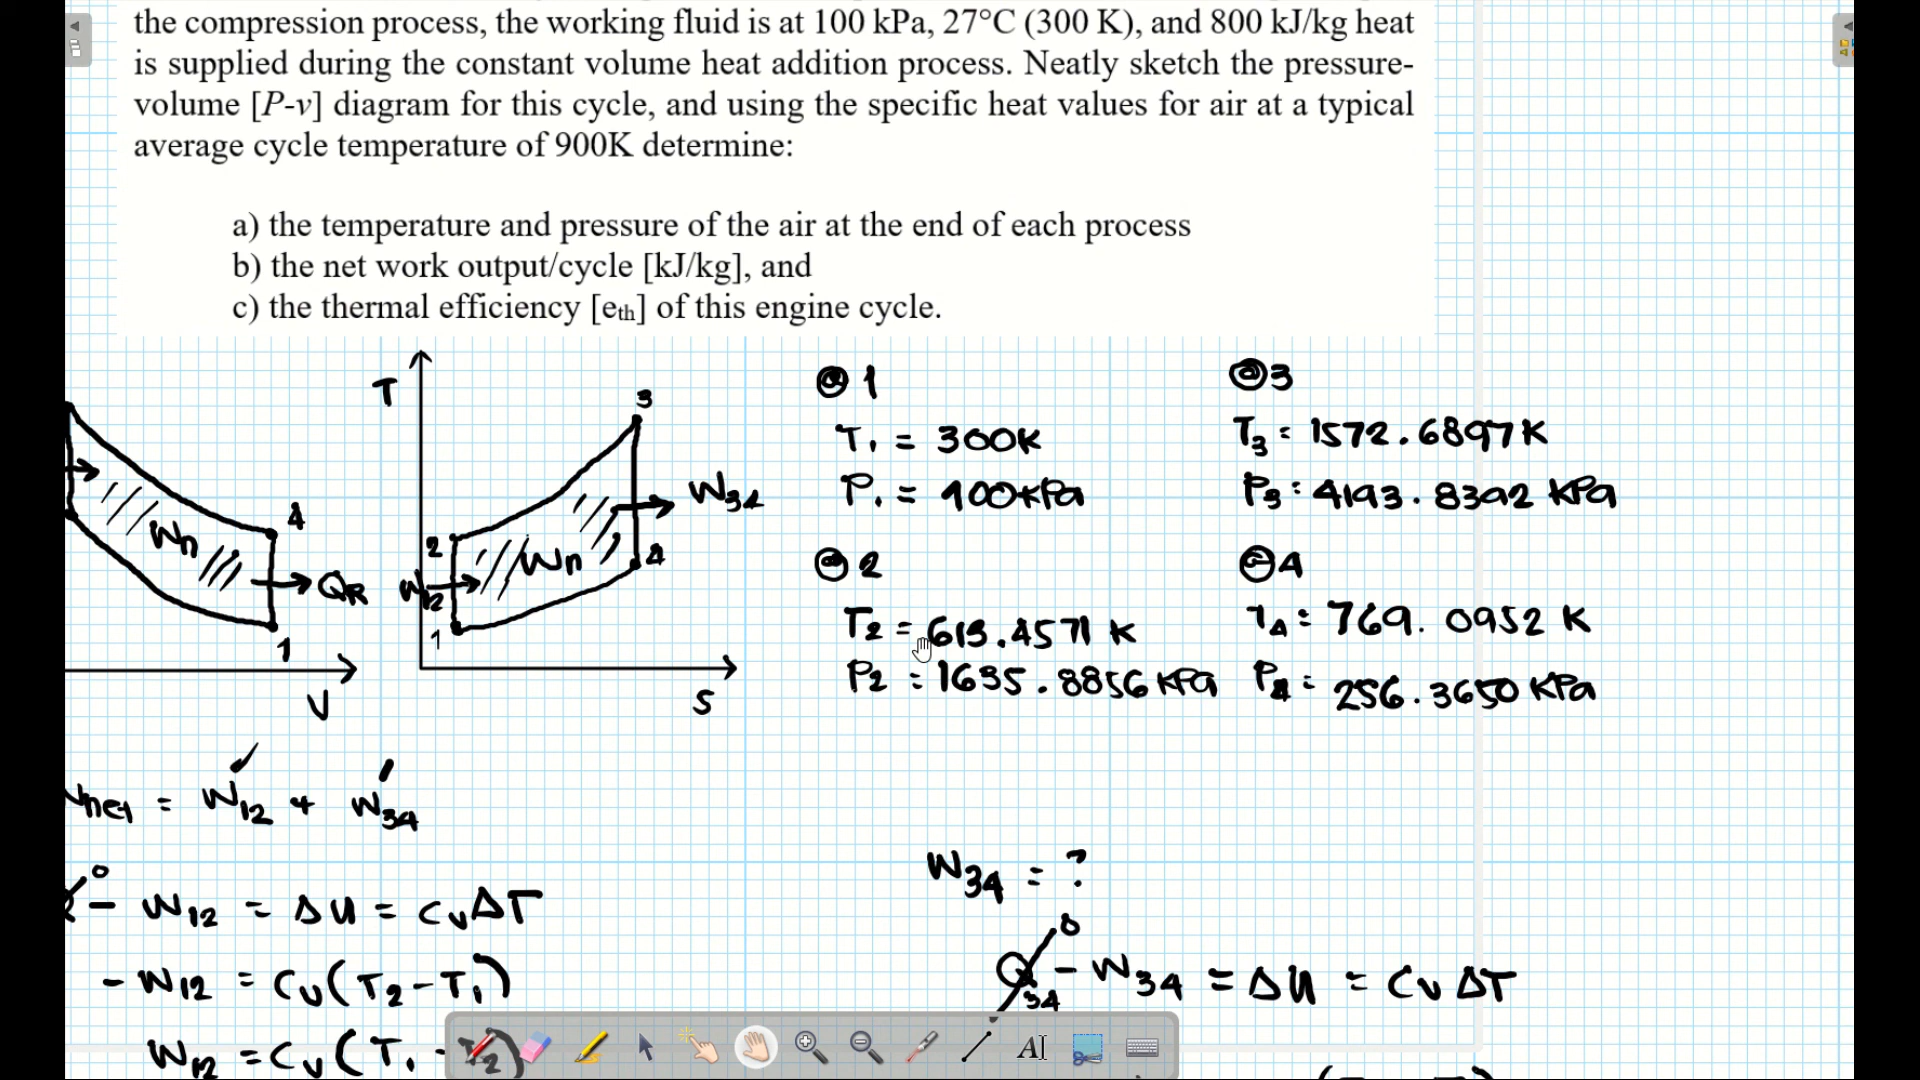 the compression process, the working fluid is at 100 kPa, 27°C (300 K), and 800 kJ/kg heat
is supplied during the constant volume heat addition process. Neatly sketch the pressure-
volume [P-v] diagram for this cycle, and using the specific heat values for air at a typical
average cycle temperature of 900K determine:
a) the temperature and pressure of the air at the end of each process
b) the net work output/cycle [kJ/kg], and
c) the thermal efficiency [eth] of this engine cycle.
4
Wn
QR
1
V
T
3
W34
2
Wn
4
W12
1
S
@ 1
T1 = 300K
P1 = 100kPa
@ 2
T2 = 613.4571 K
P2 = 1635.8856 kPa
@ 3
T3 = 1572.6897 K
P3 = 4193.8392 kPa
@ 4
T4 = 769.0952 K
P4 = 256.3650 kPa
= W12 + W34
0
- W12 = ΔU = CvΔT
- W12 = Cv(T2 - T1)
W12 = Cv(T1 - T2)
W34 = ?
0
Q34 - W34 = ΔU = CvΔT
AI